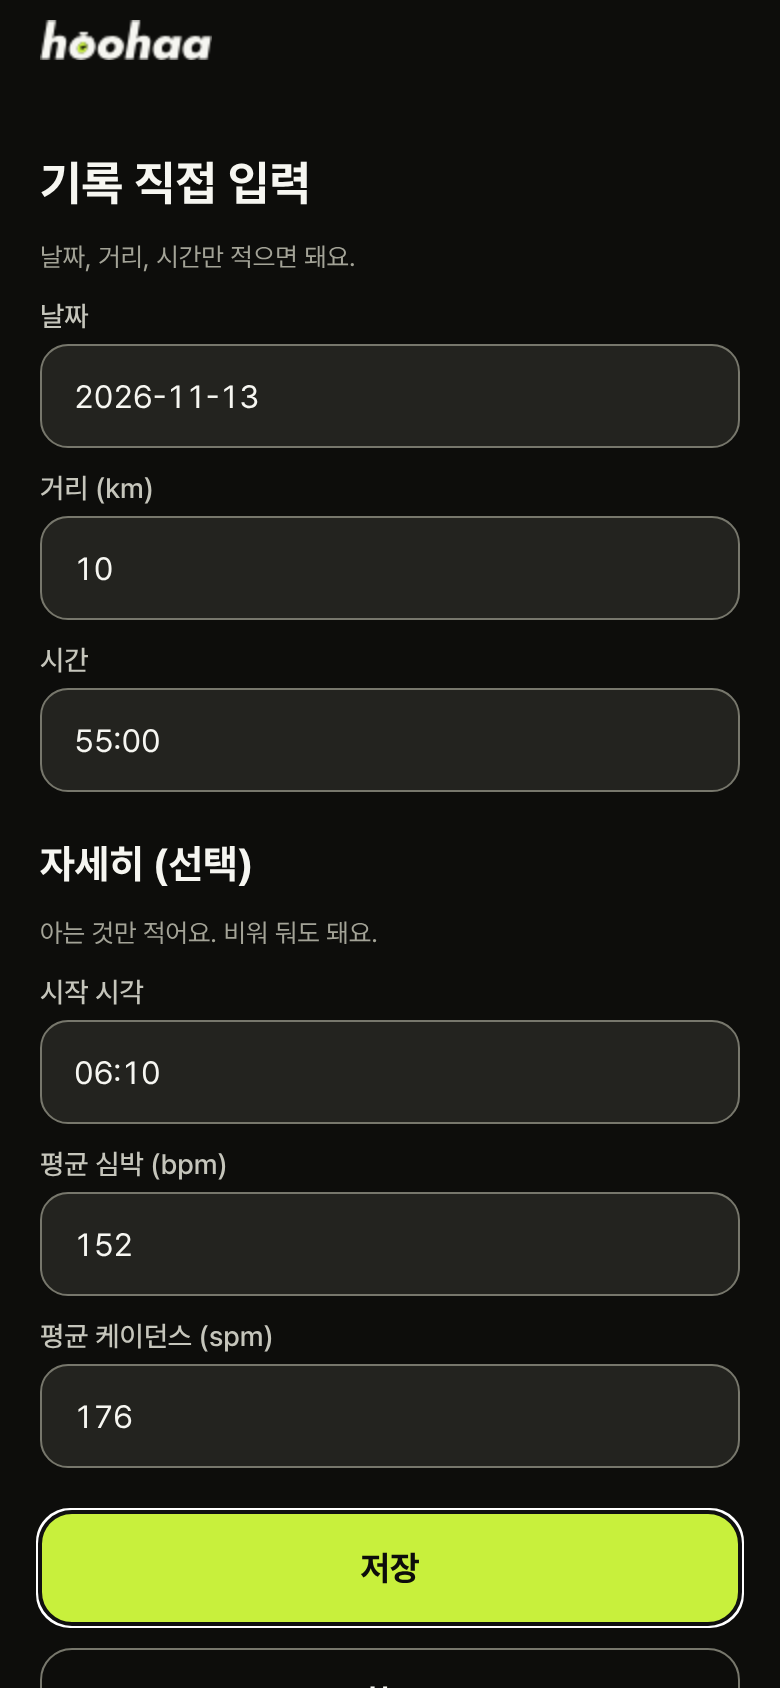 hoohaa
기록 직접 입력
날짜, 거리, 시간만 적으면 돼요.
날짜
2026-11-13
거리 (km)
10
시간
55:00
자세히 (선택)
아는 것만 적어요. 비워 둬도 돼요.
시작 시각
06:10
평균 심박 (bpm)
152
평균 케이던스 (spm)
176
저장